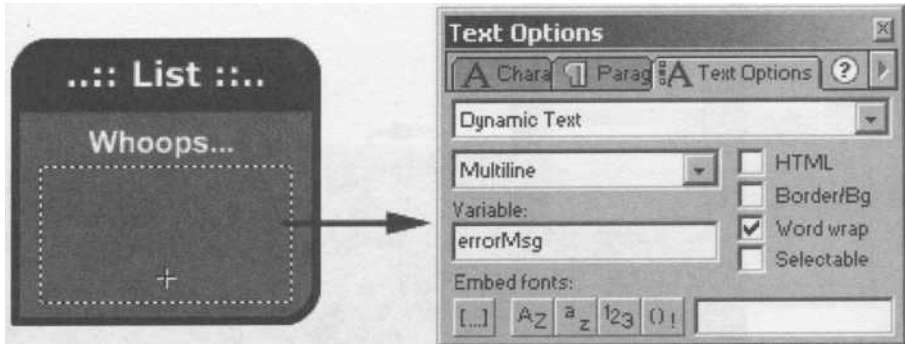 ..:: List ::..
Whoops...
Text Options
A Chara
Parag
A Text Options
?
Dynamic Text
Multiline
HTML
Border/Bg
Variable:
Word wrap
errorMsg
Selectable
Embed fonts:
[...] AZ az 123 ()!